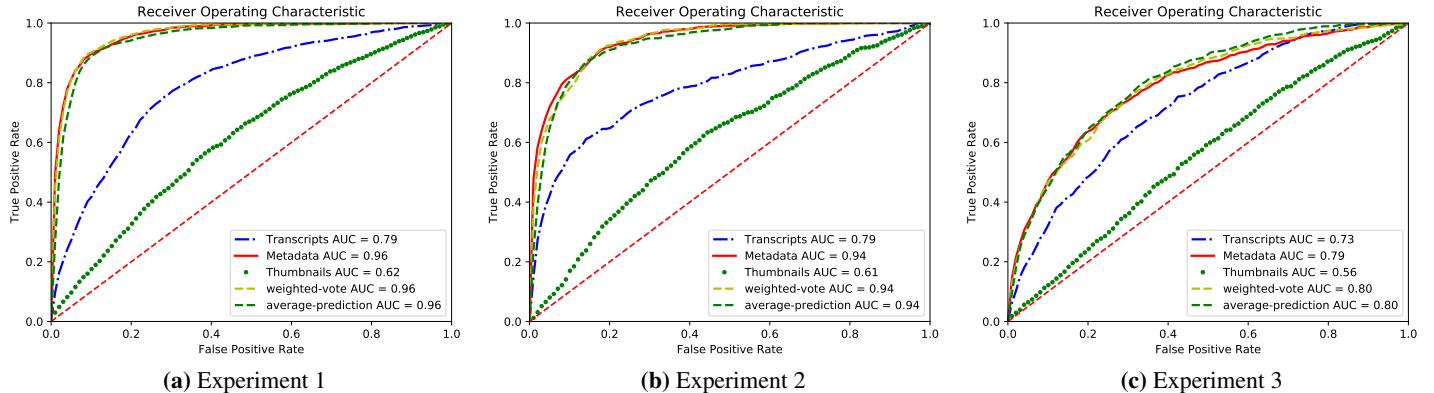 Receiver Operating Characteristic
1.0
0.8
0.6
0.4
0.2
0.0
True Positive Rate
0.0 0.2 0.4 0.6 0.8 1.0
False Positive Rate
Transcripts AUC = 0.79
Metadata AUC = 0.96
Thumbnails AUC = 0.62
weighted-vote AUC = 0.96
average-prediction AUC = 0.96
(a) Experiment 1
Receiver Operating Characteristic
1.0
0.8
0.6
0.4
0.2
0.0
True Positive Rate
0.0 0.2 0.4 0.6 0.8 1.0
False Positive Rate
Transcripts AUC = 0.79
Metadata AUC = 0.94
Thumbnails AUC = 0.61
weighted-vote AUC = 0.94
average-prediction AUC = 0.94
(b) Experiment 2
Receiver Operating Characteristic
1.0
0.8
0.6
0.4
0.2
0.0
True Positive Rate
0.0 0.2 0.4 0.6 0.8 1.0
False Positive Rate
Transcripts AUC = 0.73
Metadata AUC = 0.79
Thumbnails AUC = 0.56
weighted-vote AUC = 0.80
average-prediction AUC = 0.80
(c) Experiment 3